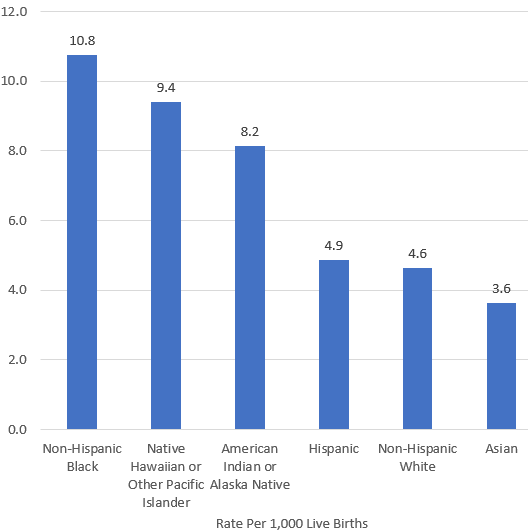 12.0
10.0
8.0
6.0
4.0
2.0
0.0
10.8
9.4
8.2
4.9
4.6
3.6
Non-Hispanic
Black
Native
Hawaiian or
Other Pacific
Islander
American
Indian or
Alaska Native
Hispanic
Non-Hispanic
White
Asian
Rate Per 1,000 Live Births